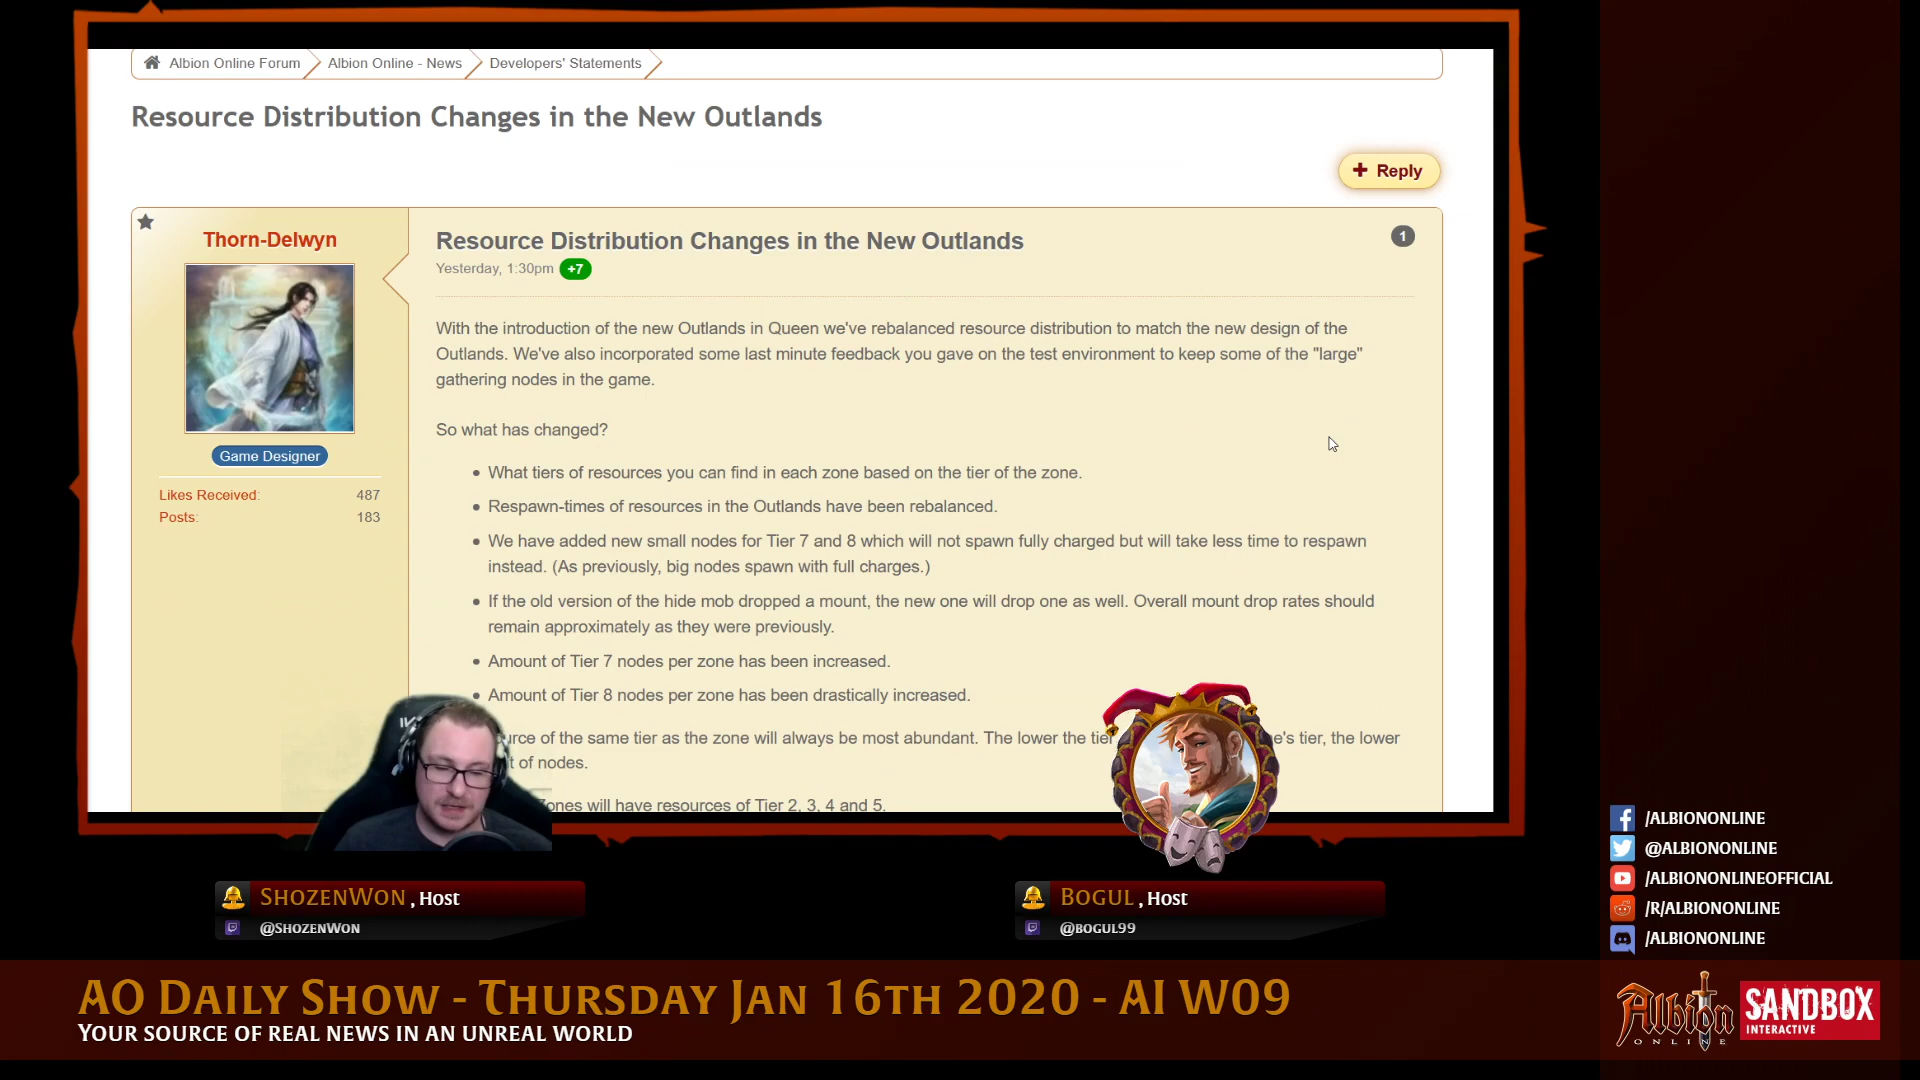 Albion Online Forum
Albion Online - News
Developers' Statements
Resource Distribution Changes in the New Outlands
Reply
Thorn-Delwyn
Game Designer
Likes Received: 487
Posts: 183
Resource Distribution Changes in the New Outlands
1
Yesterday, 1:30pm +7
With the introduction of the new Outlands in Queen we've rebalanced resource distribution to match the new design of the
Outlands. We've also incorporated some last minute feedback you gave on the test environment to keep some of the "large"
gathering nodes in the game.
So what has changed?
• What tiers of resources you can find in each zone based on the tier of the zone.
• Respawn-times of resources in the Outlands have been rebalanced.
• We have added new small nodes for Tier 7 and 8 which will not spawn fully charged but will take less time to respawn
instead. (As previously, big nodes spawn with full charges.)
• If the old version of the hide mob dropped a mount, the new one will drop one as well. Overall mount drop rates should
remain approximately as they were previously.
• Amount of Tier 7 nodes per zone has been increased.
• Amount of Tier 8 nodes per zone has been drastically increased.
of the same tier as the zone will always be most abundant. The lower the tier tier, the lower
of nodes.
will have resources of Tier 2, 3, 4 and 5.
SHOZENWON, HOST
@SHOZENWON
BOGUL, HOST
@BOGUL99
/ALBIONONLINE
@ALBIONONLINE
/ALBIONONLINEOFFICIAL
/R/ALBIONONLINE
/ALBIONONLINE
AO DAILY SHOW - THURSDAY JAN 16TH 2020 - AI W09
YOUR SOURCE OF REAL NEWS IN AN UNREAL WORLD
Albion
ONLINE
SANDBOX
INTERACTIVE